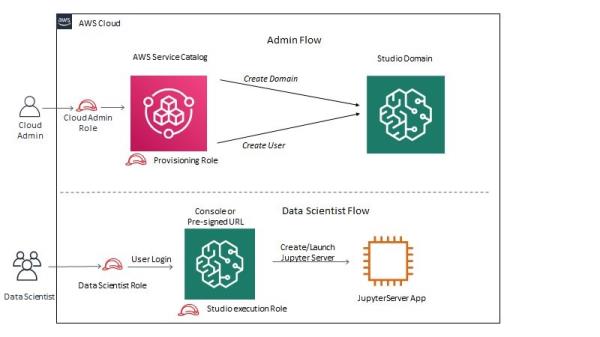 aws
AWS Cloud
Admin Flow
AWS Service Catalog
Studio Domain
Create Domain
Cloud
Admin
Cloud Admin
Role
Create User
Provisioning Role
Console or
Pre-signed URL
Data Scientist Flow
User Login
Create/Launch
Jupyter Server
Data Scientist
Data Scientist Role
Studio execution Role
JupyterServer App